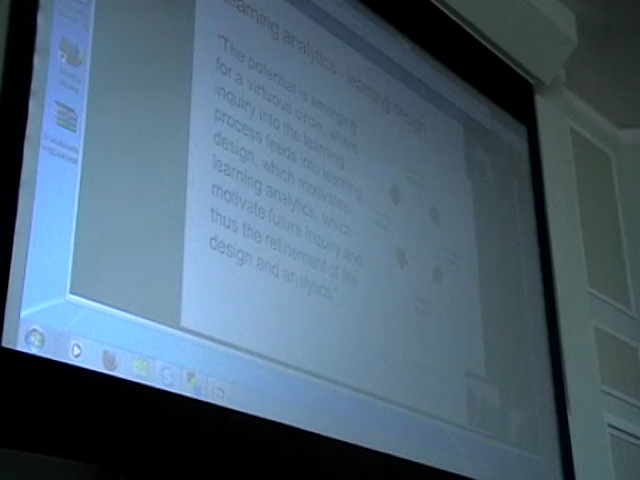 learning analytics - learning design
"The potential is emerging
for a virtuous circle, where
inquiry into the learning
process feeds into learning
design, which motivates
learning analytics, which
motivate future inquiry and
thus the refinement of the
design and analytics."